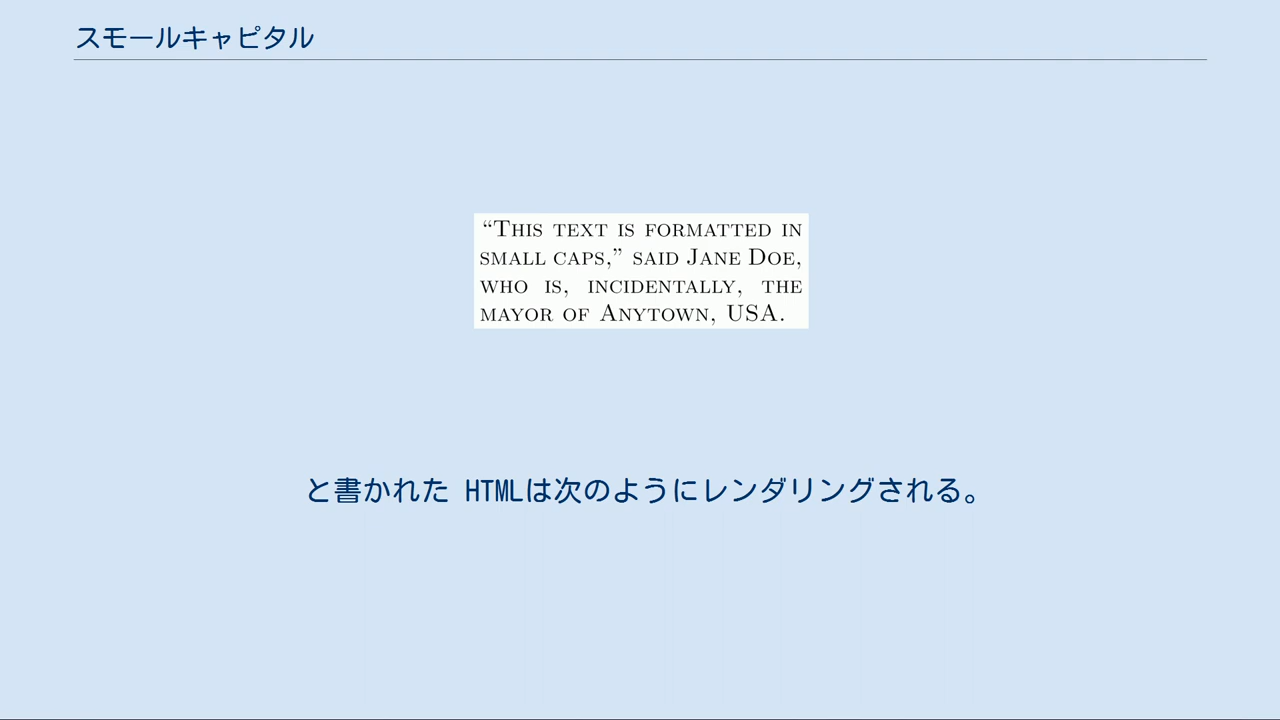 スモールキャピタル
“This text is formatted in
small caps,” said Jane Doe,
who is, incidentally, the
mayor of Anytown, USA.
と書かれた HTMLは次のようにレンダリングされる。